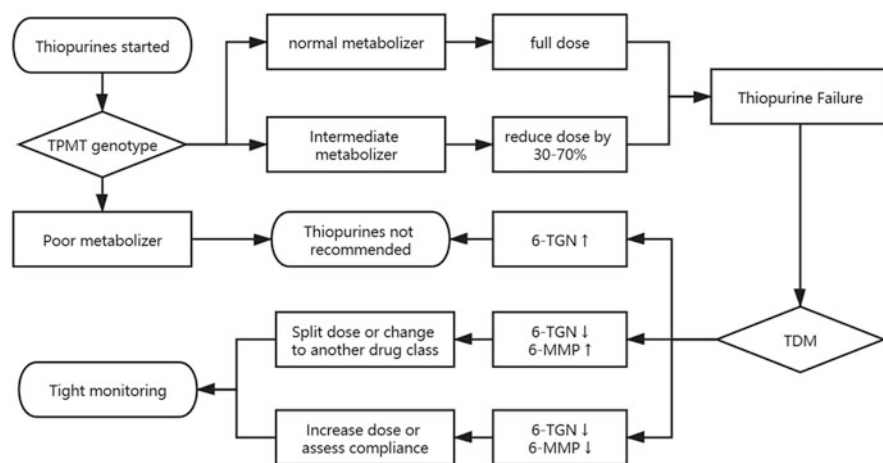 Thiopurines started
normal metabolizer
full dose
Thiopurine Failure
TPMT genotype
Intermediate
metabolizer
reduce dose by
30-70%
Poor metabolizer
Thiopurines not
recommended
6-TGN ↑
Split dose or change
to another drug class
6-TGN ↓
6-MMP ↑
TDM
Tight monitoring
Increase dose or
assess compliance
6-TGN ↓
6-MMP ↓